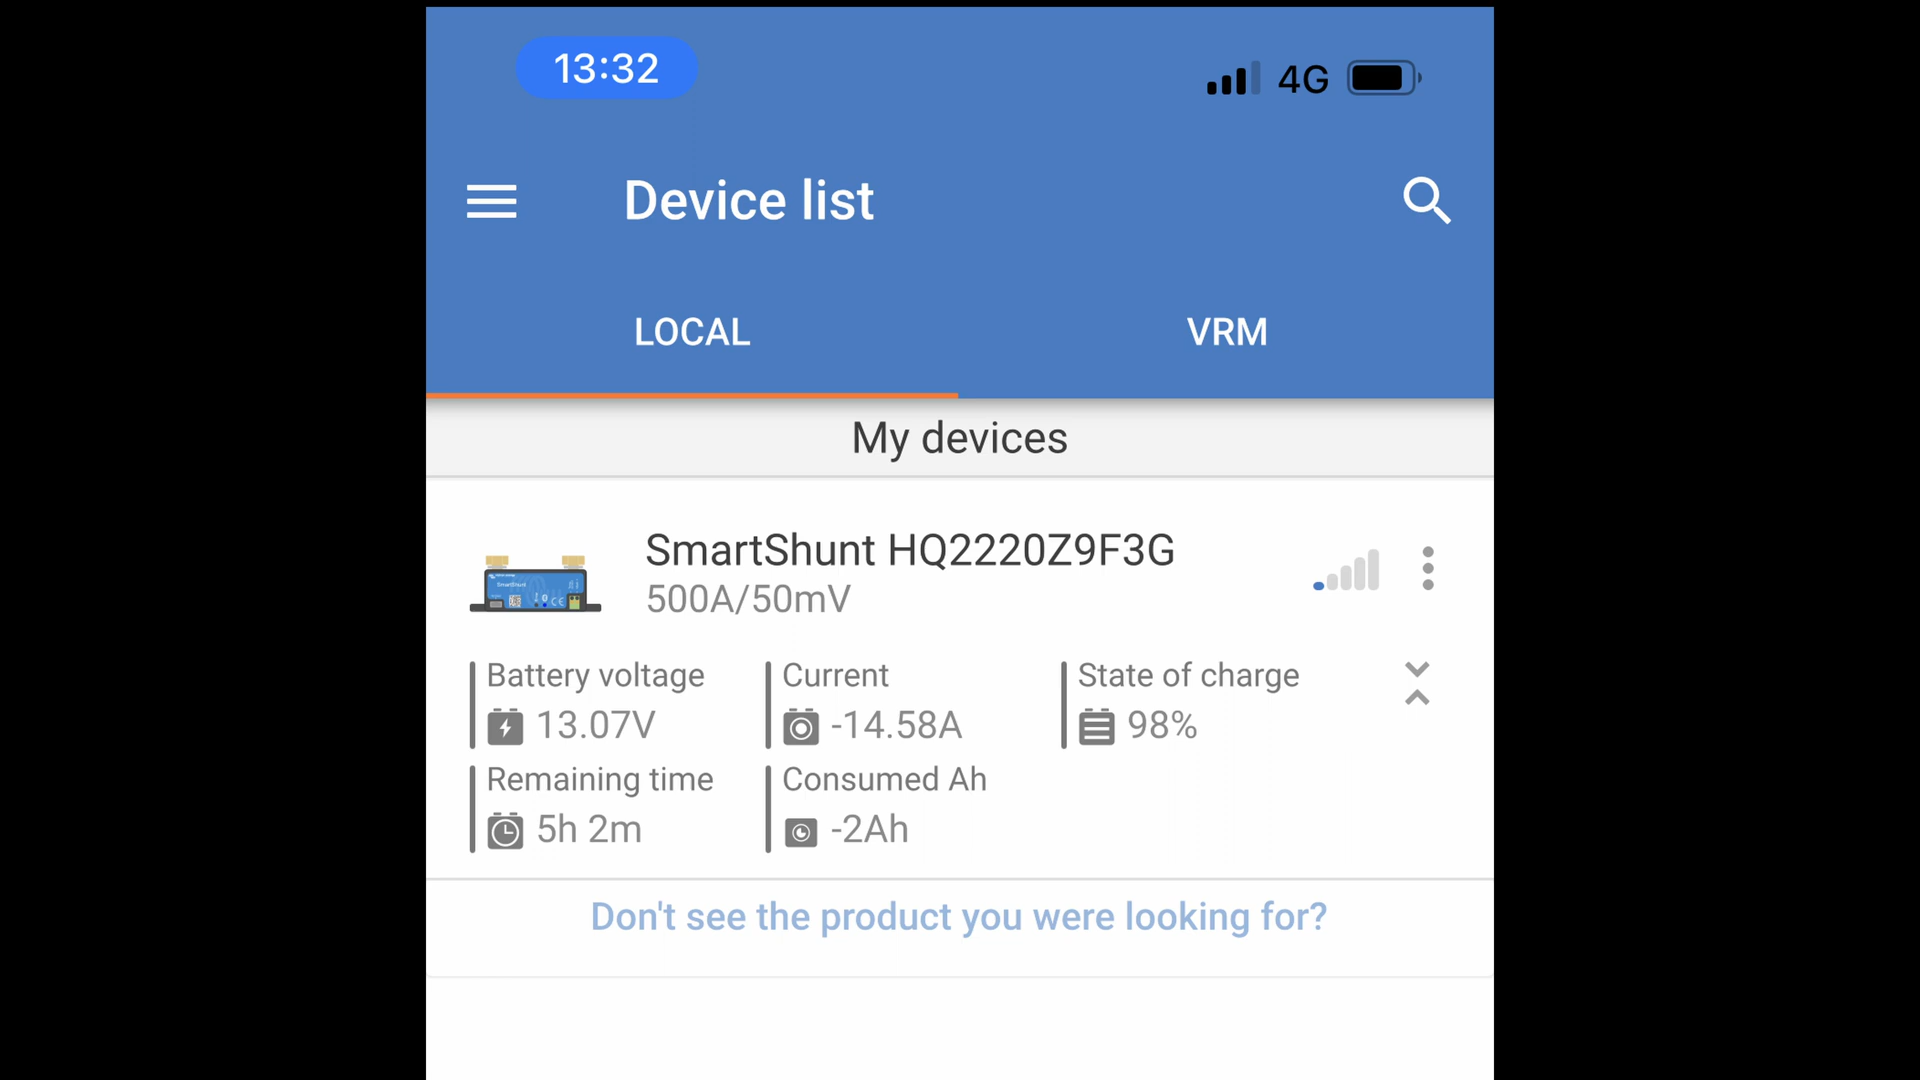 13:32
4G
Device list
LOCAL
VRM
My devices
SmartShunt HQ2220Z9F3G
500A/50mV
Battery voltage
13.07V
Current
-14.58A
State of charge
98%
Remaining time
5h 2m
Consumed Ah
-2Ah
Don't see the product you were looking for?